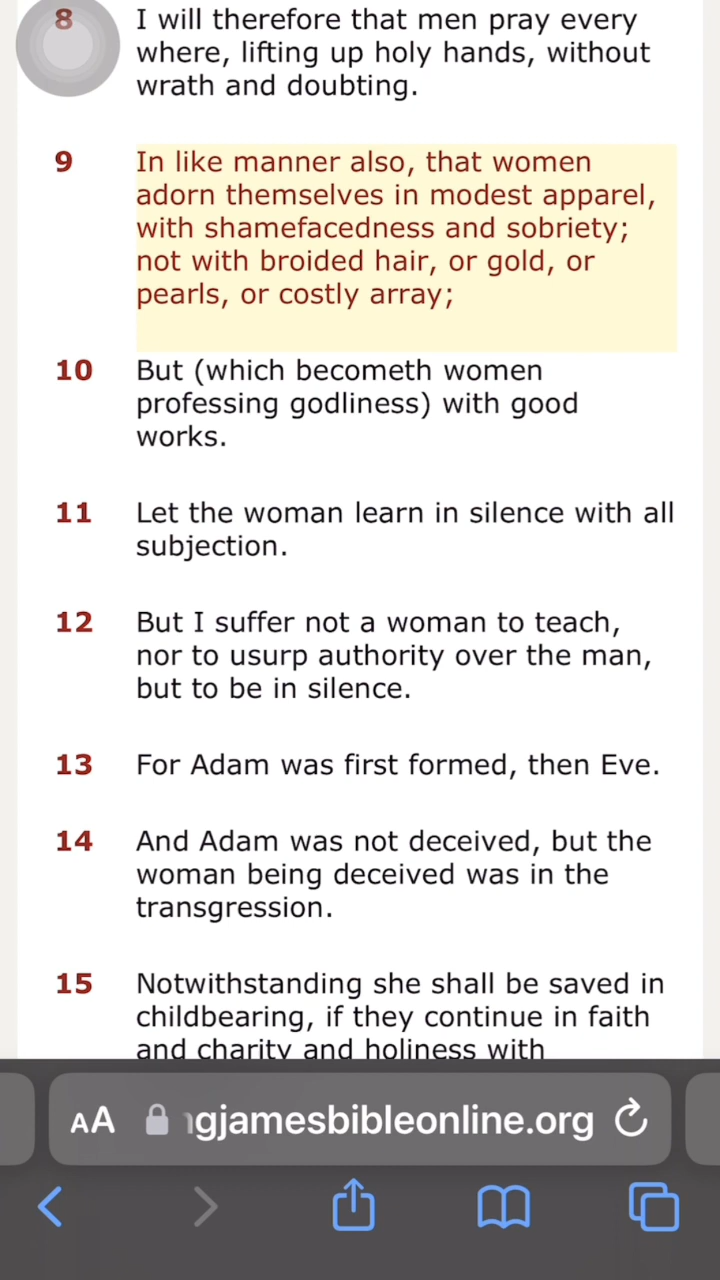 8 I will therefore that men pray every
where, lifting up holy hands, without
wrath and doubting.
9 In like manner also, that women
adorn themselves in modest apparel,
with shamefacedness and sobriety;
not with broided hair, or gold, or
pearls, or costly array;
10 But (which becometh women
professing godliness) with good
works.
11 Let the woman learn in silence with all
subjection.
12 But I suffer not a woman to teach,
nor to usurp authority over the man,
but to be in silence.
13 For Adam was first formed, then Eve.
14 And Adam was not deceived, but the
woman being deceived was in the
transgression.
15 Notwithstanding she shall be saved in
childbearing, if they continue in faith
and charity and holiness with
AA ngjamesbibleonline.org